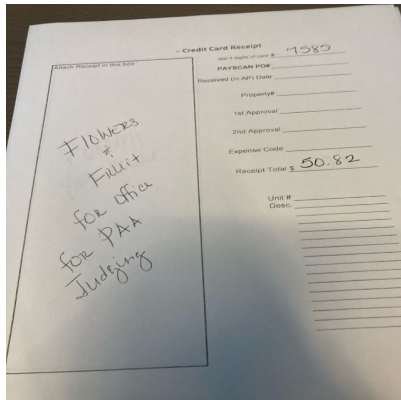 – Credit Card Receipt
last 4 digits of card # 7585
Attach Receipt in this box
PAYSCAN PO#
Received (in AP) Date
Property#
1st Approval
2nd Approval
Expense Code
Receipt Total $ 50.82
Unit #
Desc.
Flowers
&
Fruit
for office
for PAA
Judging